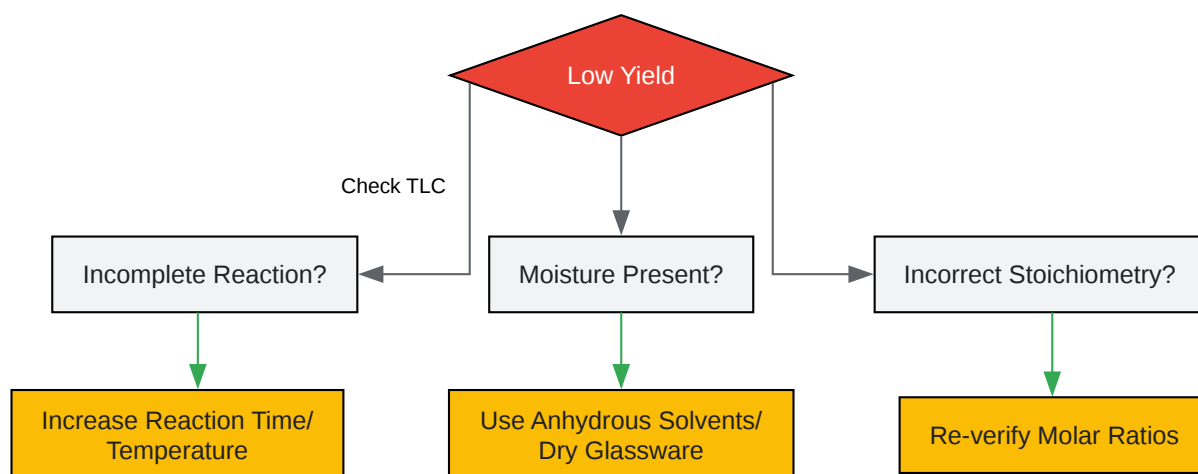 Low Yield
Check TLC
Incomplete Reaction?
Moisture Present?
Incorrect Stoichiometry?
Increase Reaction Time/
Temperature
Use Anhydrous Solvents/
Dry Glassware
Re-verify Molar Ratios